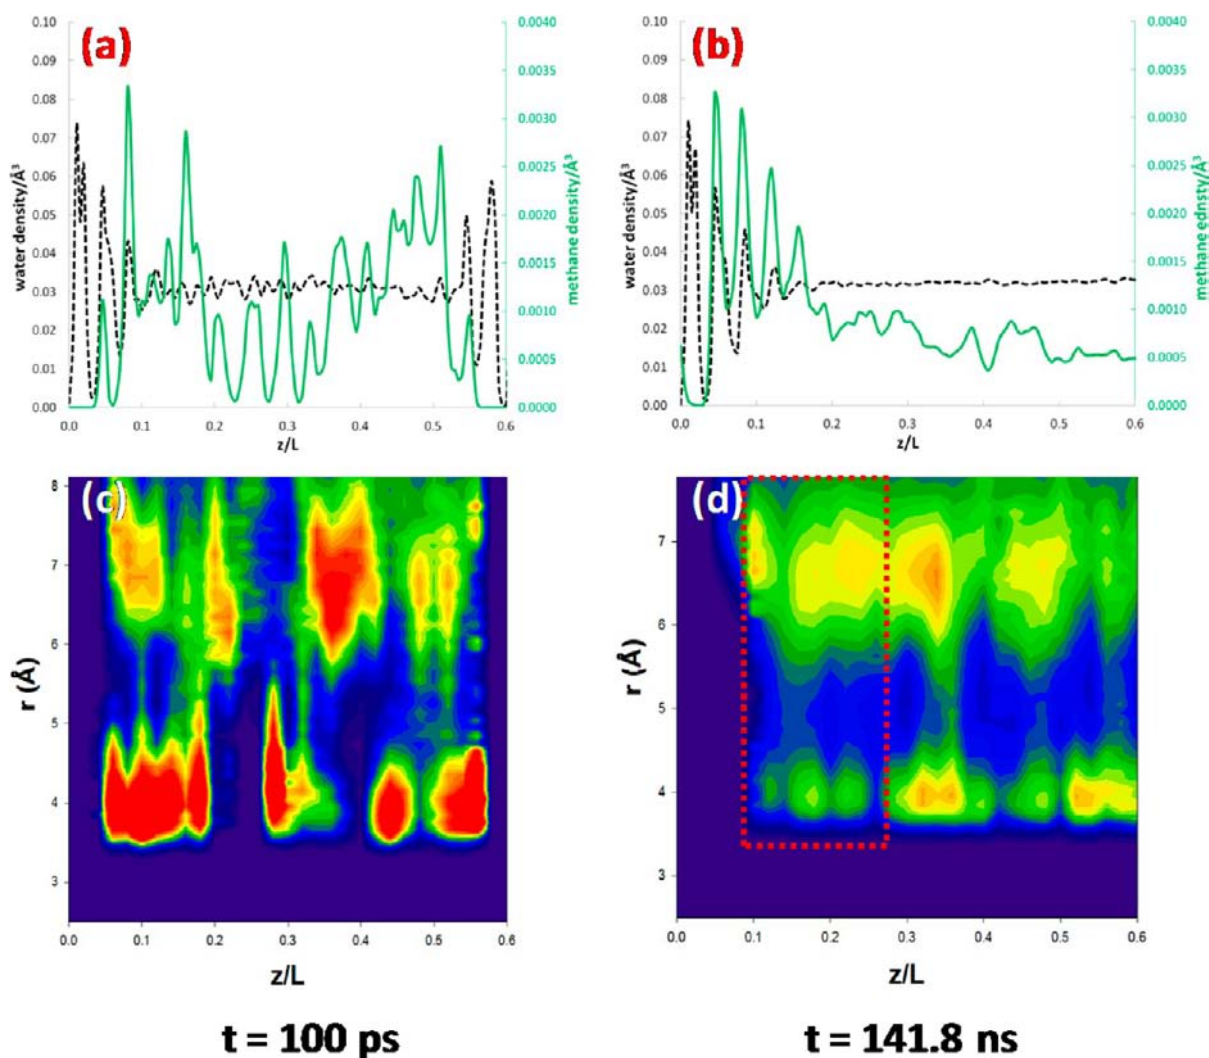 (a)
0.10
0.09
0.08
0.07
0.06
0.05
0.04
0.03
0.02
0.01
0.00
water density/Å³
0.0040
0.0035
0.0030
0.0025
0.0020
0.0015
0.0010
0.0005
0.0000
methane density/Å³
0.0 0.1 0.2 0.3 0.4 0.5 0.6
z/L
(b)
0.10
0.09
0.08
0.07
0.06
0.05
0.04
0.03
0.02
0.01
0.00
water density/Å³
0.0040
0.0035
0.0030
0.0025
0.0020
0.0015
0.0010
0.0005
0.0000
methane ednsty/Å³
0.0 0.1 0.2 0.3 0.4 0.5 0.6
z/L
(c)
8
7
6
5
4
3
r (Å)
0.0 0.1 0.2 0.3 0.4 0.5 0.6
z/L
(d)
7
6
5
4
3
r (Å)
0.0 0.1 0.2 0.3 0.4 0.5 0.6
z/L
t = 100 ps
t = 141.8 ns